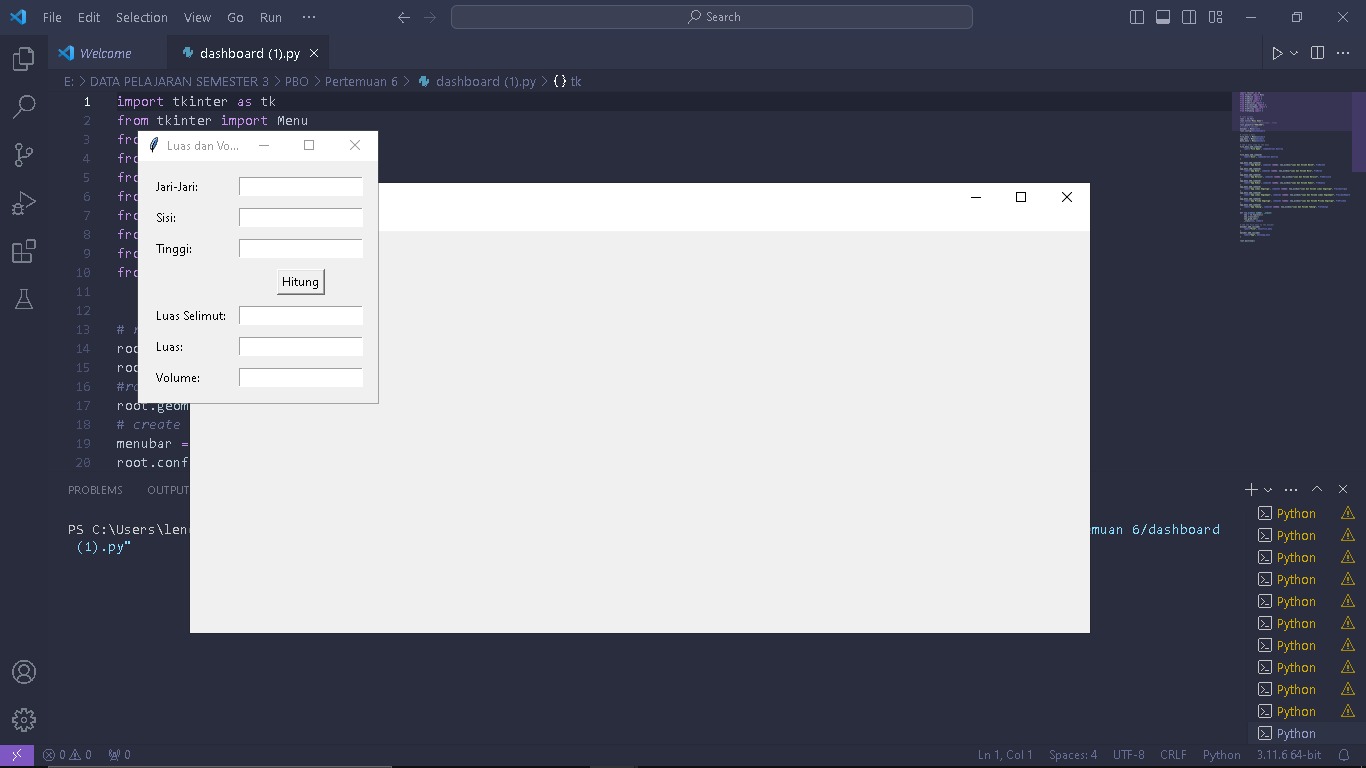 File Edit Selection View Go Run ···
Search
Welcome
dashboard (1).py
E: > DATA PELAJARAN SEMESTER 3 > PBO > Pertemuan 6 > dashboard (1).py > {} tk
1 import tkinter as tk
2 from tkinter import Menu
3 fro
4 fro
5 fro
6 fro
7 fro
8 fro
9 fro
10 fro
11
12
13 #
14 roo
15 roo
16 #ro
17 root.geom
18 # create
19 menubar =
20 root.conf
Luas dan Vo...
Jari-Jari:
Sisi:
Tinggi:
Hitung
Luas Selimut:
Luas:
Volume:
PROBLEMS OUTPUT
PS C:\Users\len
muan 6/dashboard
(1).py"
Python
Python
Python
Python
Python
Python
Python
Python
Python
Python
Python
0 0 0
Ln 1, Col 1 Spaces: 4 UTF-8 CRLF Python 3.11.6 64-bit